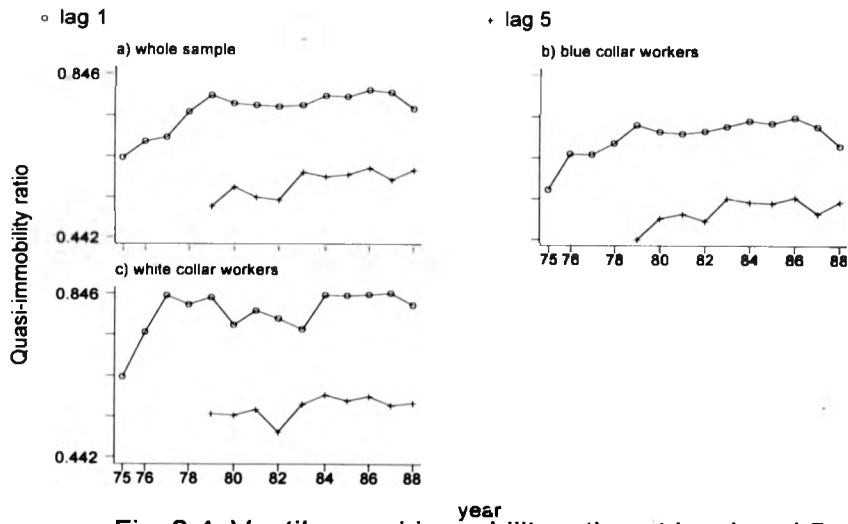 lag 1
lag 5
a) whole sample
b) blue collar workers
0.846
0.442
Quasi-immobility ratio
75 76 78 80 82 84 86 88
c) white collar workers
0.846
0.442
75 76 78 80 82 84 86 88
year